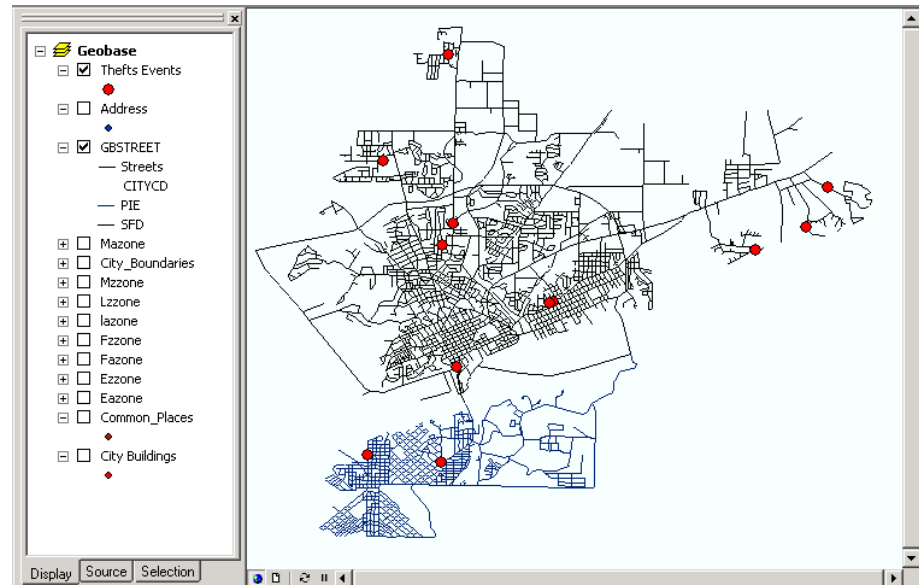 Geobase
Thefts Events
Address
GBSTREET
Streets
CITYCD
PIE
SFD
Mazone
City_Boundaries
Mzzone
Lzzone
lazone
Fzzone
Fazone
Ezzone
Eazone
Common_Places
City Buildings
Display Source Selection